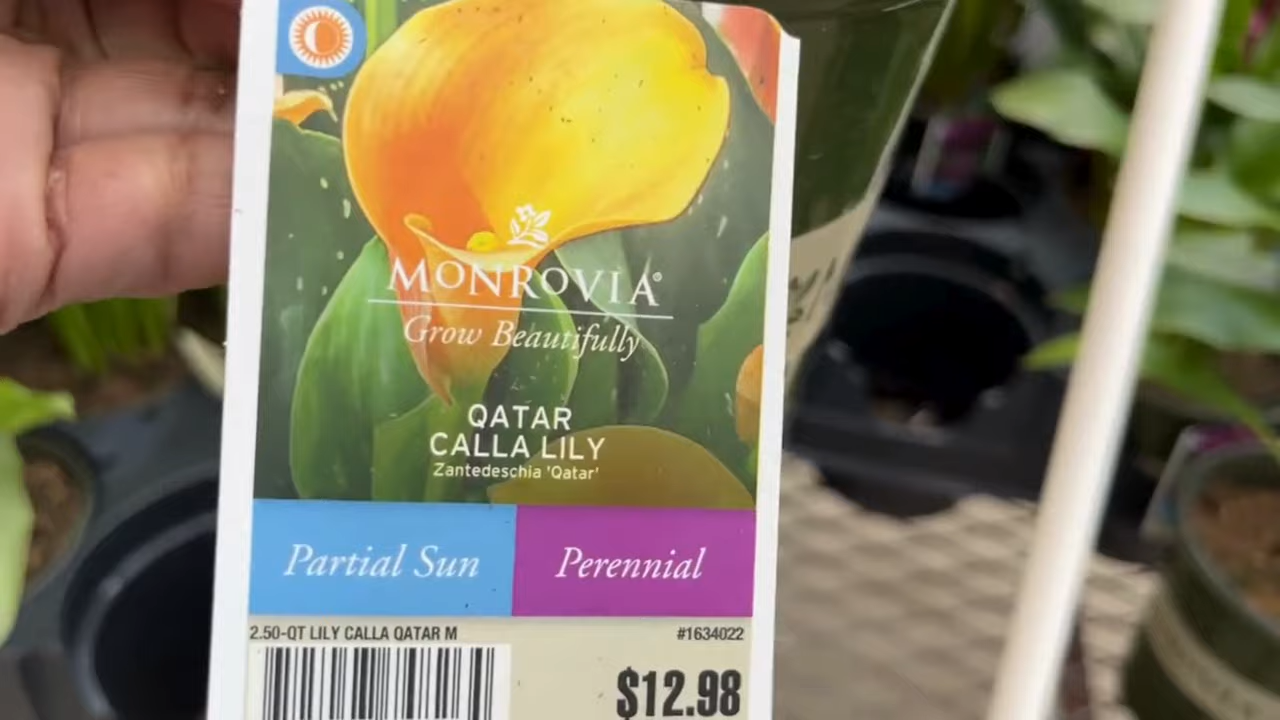 MONROVIA®
Grow Beautifully
QATAR
CALLA LILY
Zantedeschia 'Qatar'
Partial Sun Perennial
2.50-QT LILY CALLA QATAR M #1634022
$12.98